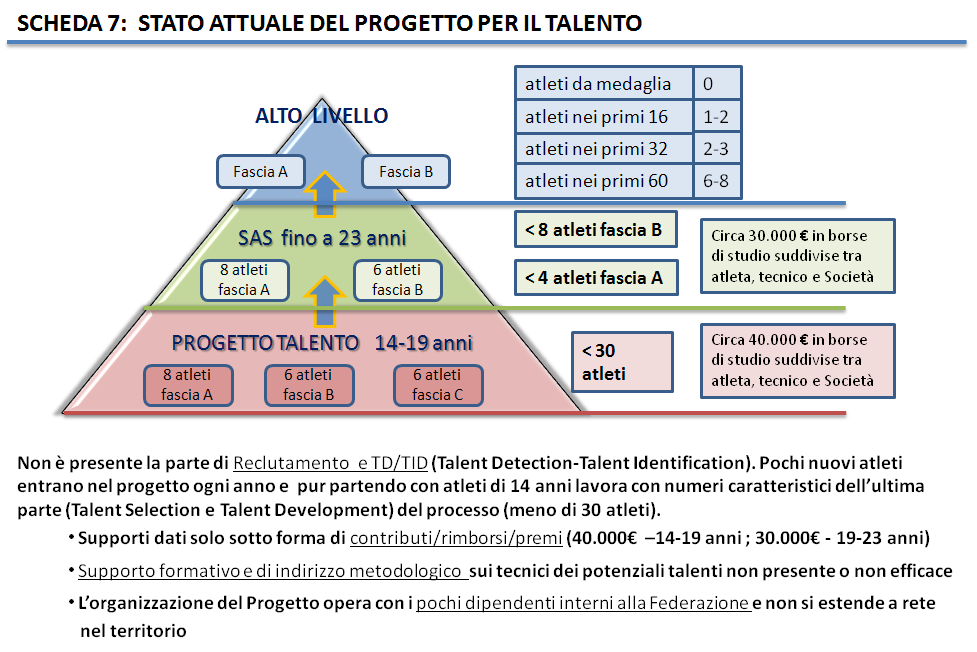 SCHEDA 7: STATO ATTUALE DEL PROGETTO PER IL TALENTO
ALTO LIVELLO
Fascia A
Fascia B
atleti da medaglia 0
atleti nei primi 16 1-2
atleti nei primi 32 2-3
atleti nei primi 60 6-8
SAS fino a 23 anni
8 atleti
fascia A
6 atleti
fascia B
< 8 atleti fascia B
< 4 atleti fascia A
Circa 30.000 € in borse
di studio suddivise tra
atleta, tecnico e Società
PROGETTO TALENTO 14-19 anni
8 atleti
fascia A
6 atleti
fascia B
6 atleti
fascia C
< 30
atleti
Circa 40.000 € in borse
di studio suddivise tra
atleta, tecnico e Società
Non è presente la parte di Reclutamento e TD/TID (Talent Detection-Talent Identification). Pochi nuovi atleti
entrano nel progetto ogni anno e pur partendo con atleti di 14 anni lavora con numeri caratteristici dell'ultima
parte (Talent Selection e Talent Development) del processo (meno di 30 atleti).
• Supporti dati solo sotto forma di contributi/rimborsi/premi (40.000€ –14-19 anni ; 30.000€ - 19-23 anni)
• Supporto formativo e di indirizzo metodologico sui tecnici dei potenziali talenti non presente o non efficace
• L'organizzazione del Progetto opera con i pochi dipendenti interni alla Federazione e non si estende a rete
nel territorio